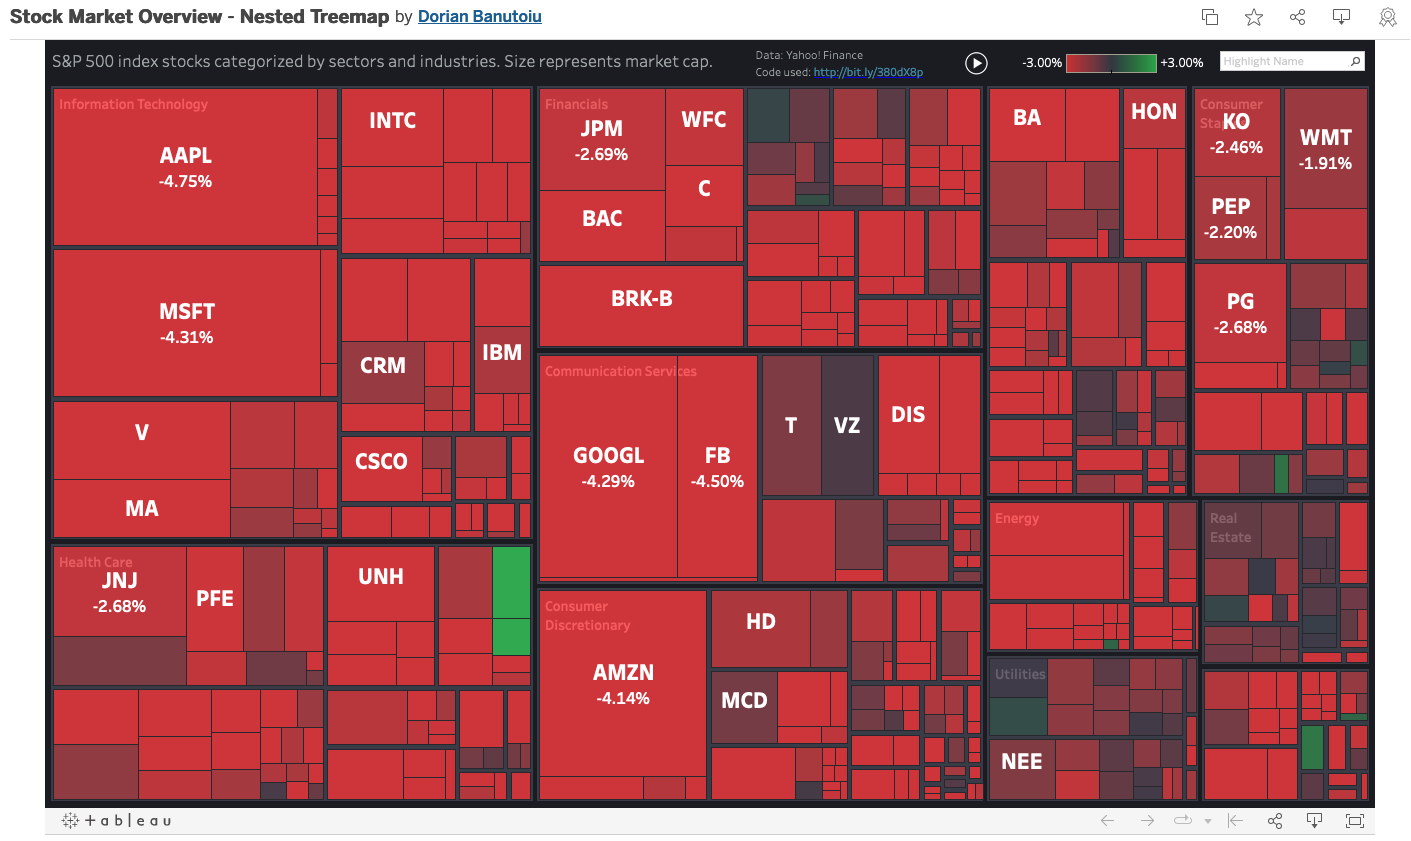 Stock Market Overview - Nested Treemap by Dorian Banutoiu
S&P 500 index stocks categorized by sectors and industries. Size represents market cap.
Data: Yahoo! Finance
Code used: http://bit.ly/380dX8p
-3.00%
+3.00%
Highlight Name
Information Technology
AAPL
-4.75%
MSFT
-4.31%
V
MA
INTC
CRM
IBM
CSCO
Health Care
JNJ
-2.68%
PFE
UNH
Financials
JPM
-2.69%
WFC
C
BAC
BRK-B
Communication Services
GOOGL
-4.29%
FB
-4.50%
T
VZ
DIS
Consumer
Discretionary
AMZN
-4.14%
HD
MCD
BA
HON
Consumer
KO
-2.46%
WMT
-1.91%
PEP
-2.20%
PG
-2.68%
Energy
Real
Estate
Utilities
NEE
+ a b l e a u